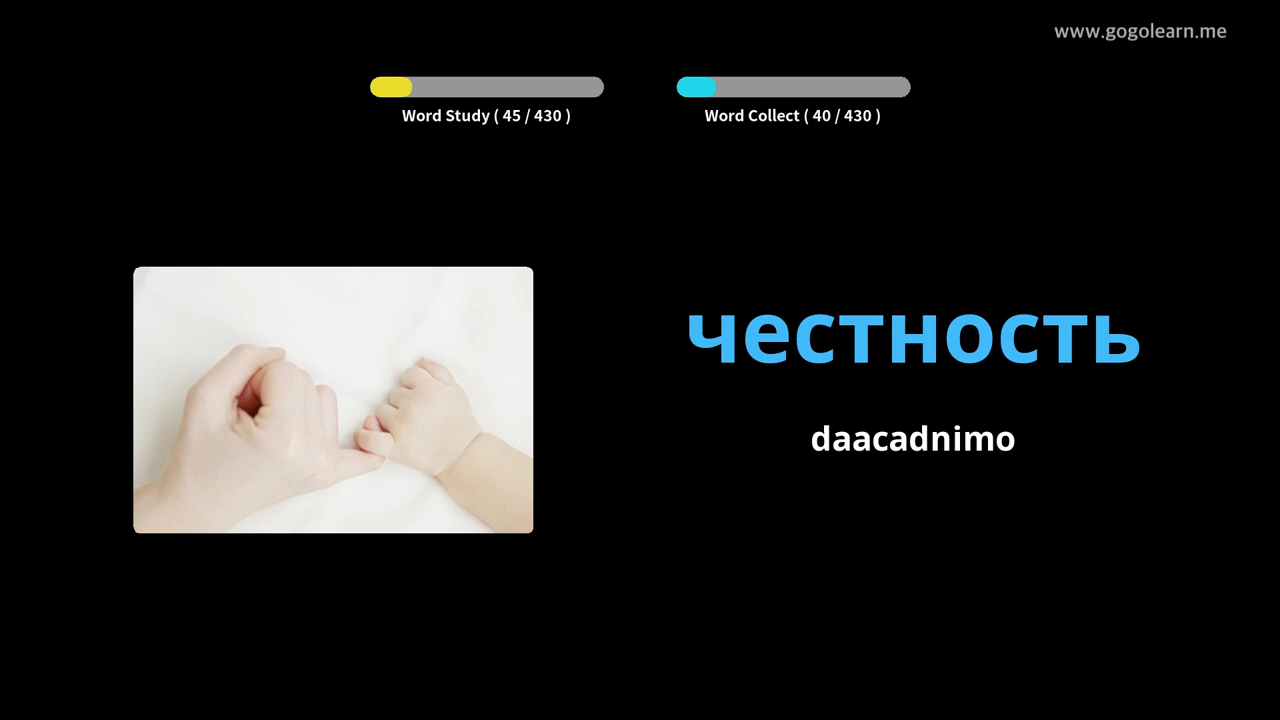 www.gogolearn.me
Word Study ( 45 / 430 )
Word Collect ( 40 / 430 )
честность
daacadnimo